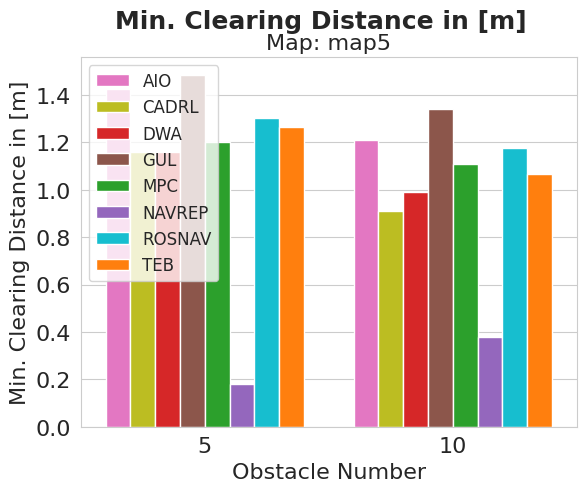 Min. Clearing Distance in [m]
Map: map5
Min. Clearing Distance in [m]
1.4
1.2
1.0
0.8
0.6
0.4
0.2
0.0
AIO
CADRL
DWA
GUL
MPC
NAVREP
ROSNAV
TEB
5
10
Obstacle Number